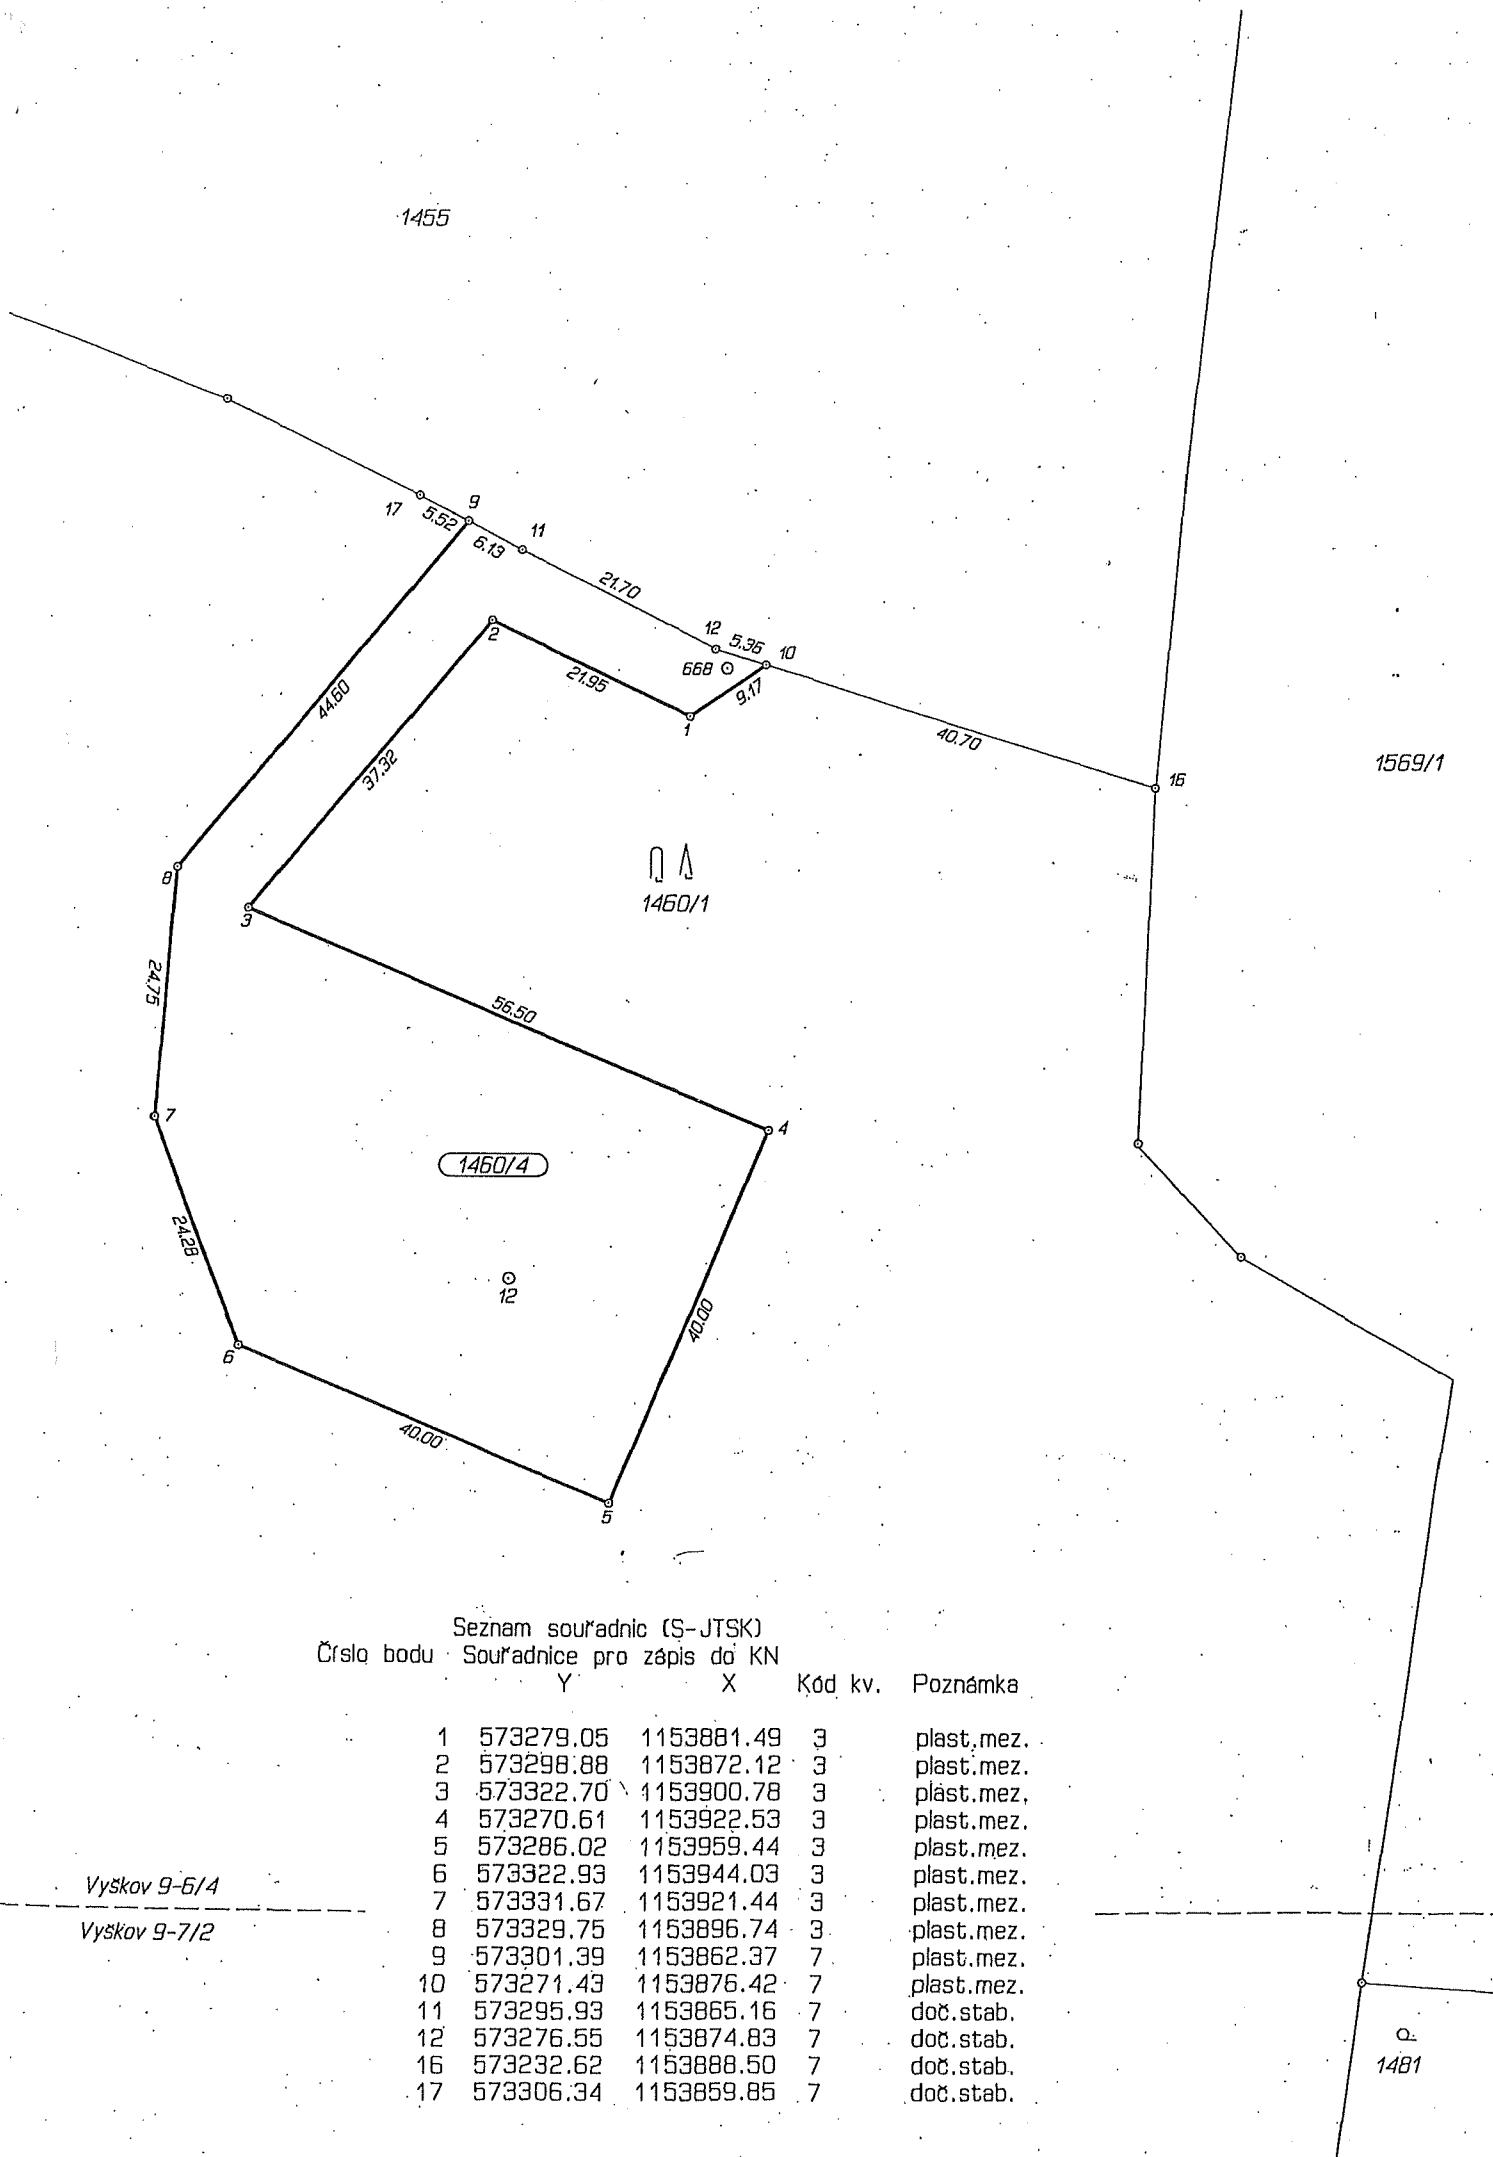 1455
17
5.52
9
6.13
11
21.70
12
5.36
10
668
9.17
2
21.95
1
40.70
16
1569/1
44.60
37.32
1460/1
8
3
24.75
56.50
7
4
1460/4
24.28
12
40.00
6
40.00
5
Seznam souřadnic (S-JTSK)
Číslo bodu Souřadnice pro zápis do KN
Y X Kód kv. Poznámka
1 573279.05 1153881.49 3 plast.mez.
2 573298.88 1153872.12 3 plast.mez.
3 573322.70 1153900.78 3 plast.mez.
4 573270.61 1153922.53 3 plast.mez.
5 573286.02 1153959.44 3 plast.mez.
6 573322.93 1153944.03 3 plast.mez.
7 573331.67 1153921.44 3 plast.mez.
8 573329.75 1153896.74 3 plast.mez.
9 573301.39 1153862.37 7 plast.mez.
10 573271.43 1153876.42 7 plast.mez.
11 573295.93 1153865.16 7 doč.stab.
12 573276.55 1153874.83 7 doč.stab.
16 573232.62 1153888.50 7 doč.stab.
17 573306.34 1153859.85 7 doč.stab.
Vyškov 9-6/4
Vyškov 9-7/2
1481